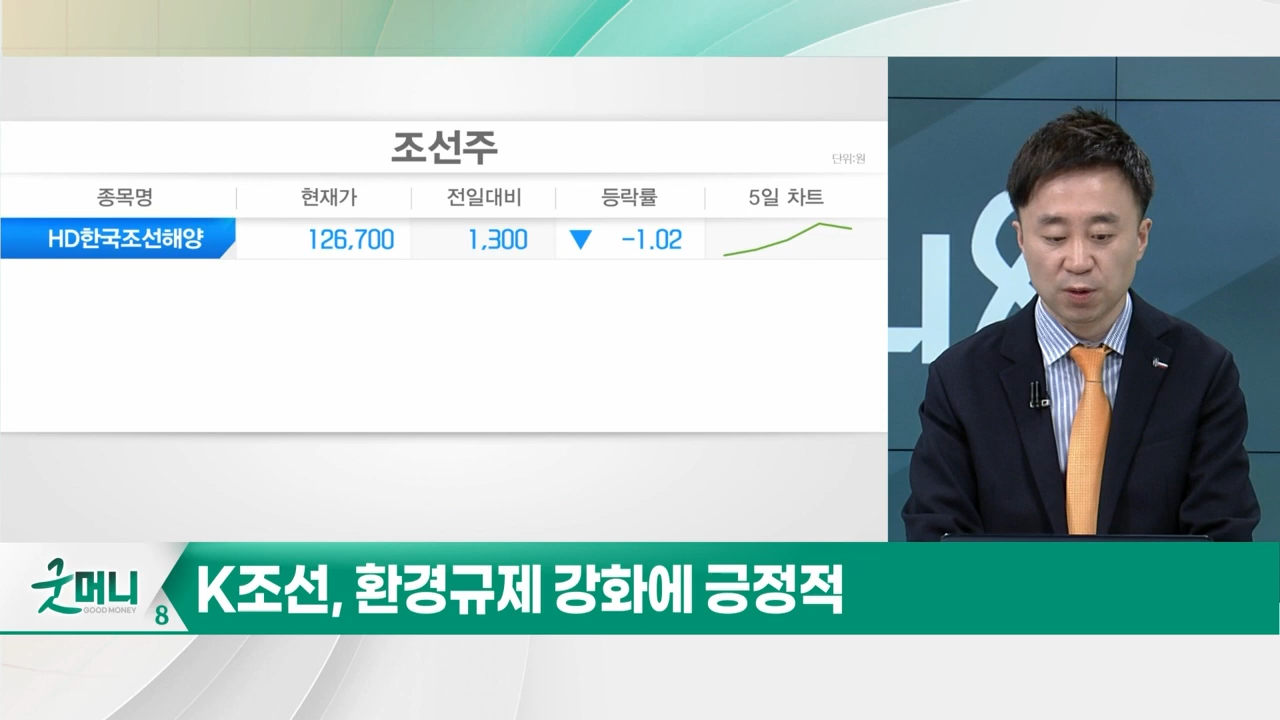 조선주
단위:원
종목명 현재가 전일대비 등락률 5일 차트
HD한국조선해양 126,700 1,300 ▼ -1.02
굿머니
GOOD MONEY
8
K조선, 환경규제 강화에 긍정적